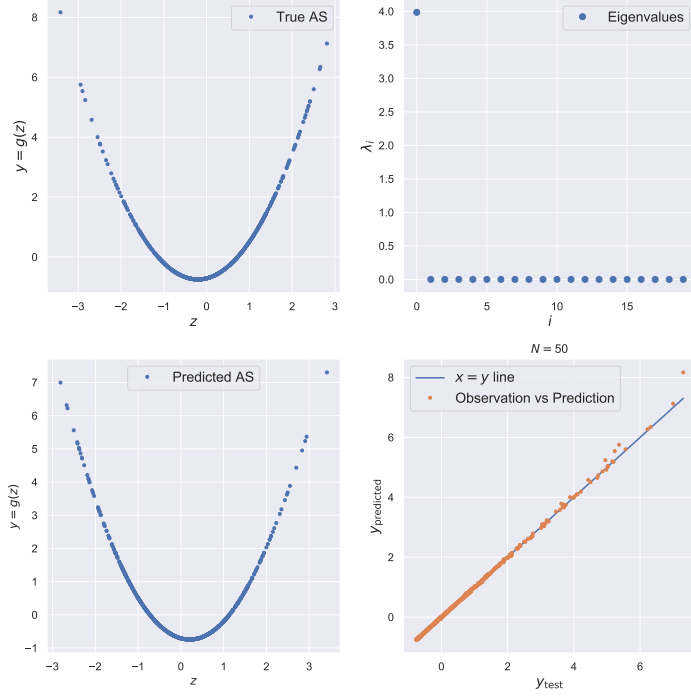 True AS
8
6
4
2
0
y = g(z)
−3 −2 −1 0 1 2 3
z
Eigenvalues
4.0
3.5
3.0
2.5
2.0
1.5
1.0
0.5
0.0
λᵢ
0 5 10 15
i
Predicted AS
7
6
5
4
3
2
1
0
−1
y = g(z)
−3 −2 −1 0 1 2 3
z
N = 50
x = y line
Observation vs Prediction
8
6
4
2
0
y_predicted
0 2 4 6
y_test